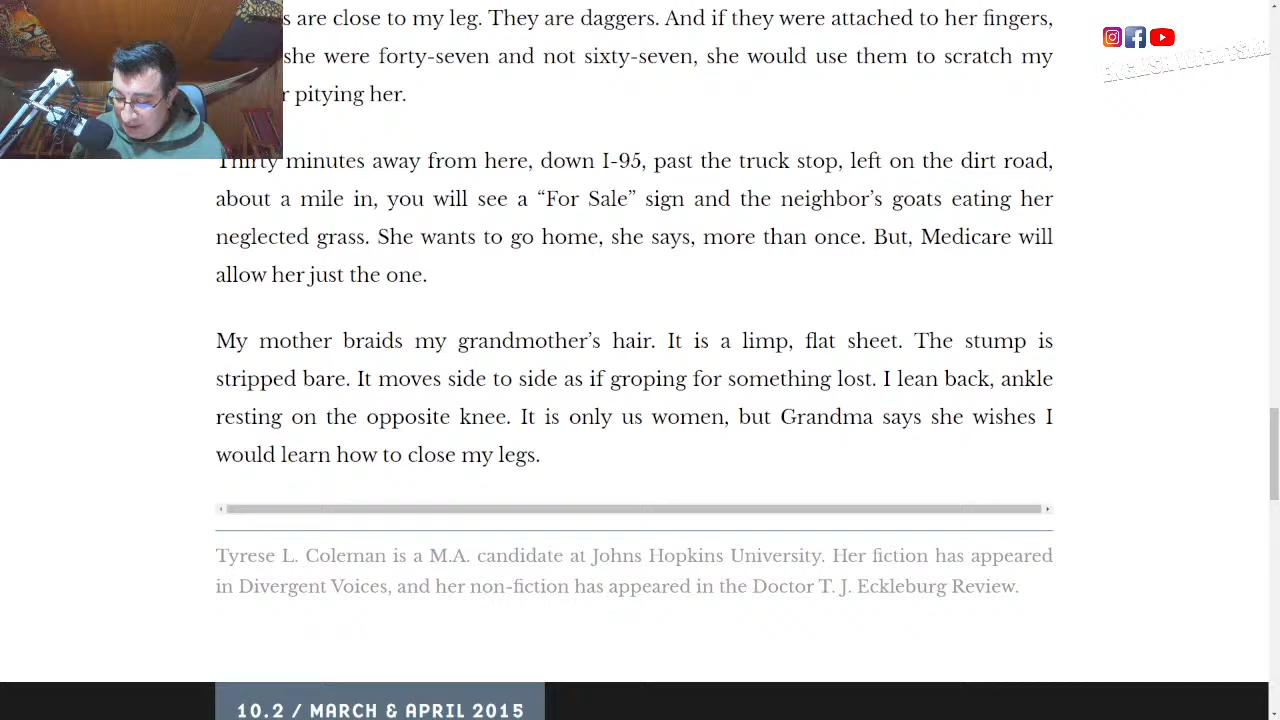 s are close to my leg. They are daggers. And if they were attached to her fingers,
she were forty-seven and not sixty-seven, she would use them to scratch my
r pitying her.
Thirty minutes away from here, down I-95, past the truck stop, left on the dirt road,
about a mile in, you will see a “For Sale” sign and the neighbor’s goats eating her
neglected grass. She wants to go home, she says, more than once. But, Medicare will
allow her just the one.
My mother braids my grandmother’s hair. It is a limp, flat sheet. The stump is
stripped bare. It moves side to side as if groping for something lost. I lean back, ankle
resting on the opposite knee. It is only us women, but Grandma says she wishes I
would learn how to close my legs.
Tyrese L. Coleman is a M.A. candidate at Johns Hopkins University. Her fiction has appeared
in Divergent Voices, and her non-fiction has appeared in the Doctor T. J. Eckleburg Review.
10.2 / MARCH & APRIL 2015
ENGLISH WITH